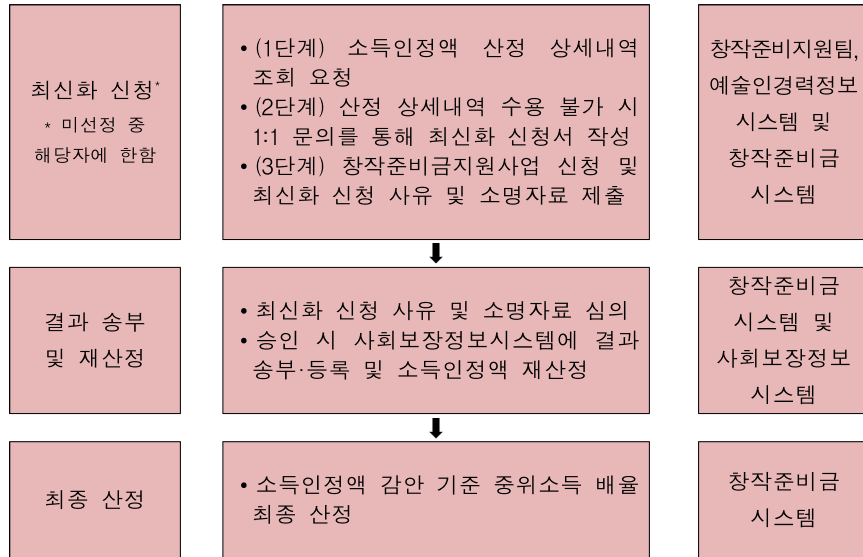 최신화 신청*
* 미선정 중
해당자에 한함
• (1단계) 소득인정액 산정 상세내역
조회 요청
• (2단계) 산정 상세내역 수용 불가 시
1:1 문의를 통해 최신화 신청서 작성
• (3단계) 창작준비금지원사업 신청 및
최신화 신청 사유 및 소명자료 제출
창작준비지원팀,
예술인경력정보
시스템 및
창작준비금
시스템
결과 송부
및 재산정
• 최신화 신청 사유 및 소명자료 심의
• 승인 시 사회보장정보시스템에 결과
송부·등록 및 소득인정액 재산정
창작준비금
시스템 및
사회보장정보
시스템
최종 산정
• 소득인정액 감안 기준 중위소득 배율
최종 산정
창작준비금
시스템